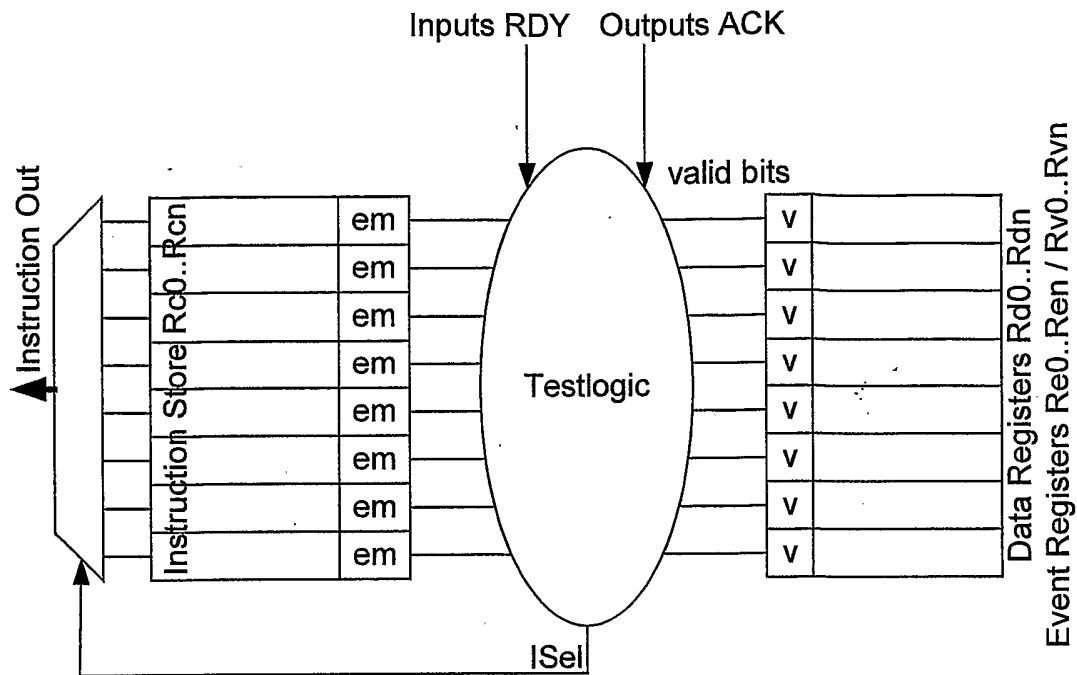 Inputs RDY
Outputs ACK
valid bits
Instruction Out
Instruction Store Rc0..Rcn
em
em
em
em
em
em
em
em
Testlogic
v
v
v
v
v
v
v
v
Data Registers Rd0..Rdn
Event Registers Re0..Ren / Rv0..Rvn
ISel